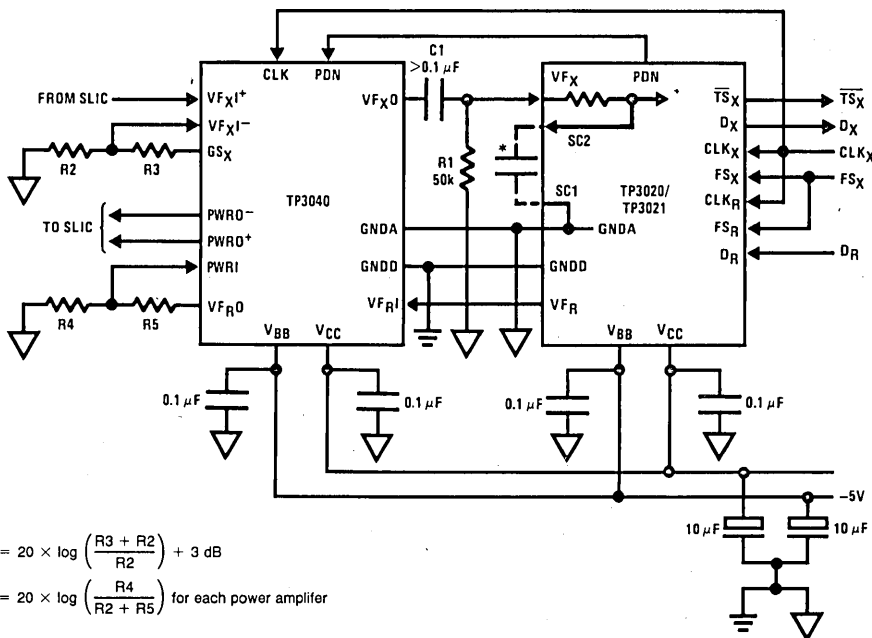 C1
>0.1 μF
CLK PDN
VFX PDN
FROM SLIC
VFXI+
VFXO
TSX
TSX
VFXI−
DX
DX
R2 R3
GSX
SC2
CLKX
CLKX
*
R1
50k
FSX
FSX
TP3040
SC1
TP3020/
TP3021
CLKR
TO SLIC
PWRO−
PWRO+
GNDA
GNDA
FSR
PWRI
GNDD
GNDD
DR
DR
R4 R5
VFRO
VFRI
VFR
VBB VCC
VBB VCC
0.1 μF
0.1 μF
0.1 μF
0.1 μF
−5V
10 μF
10 μF
= 20 × log (R3 + R2 / R2) + 3 dB
= 20 × log (R4 / R2 + R5) for each power amplifer